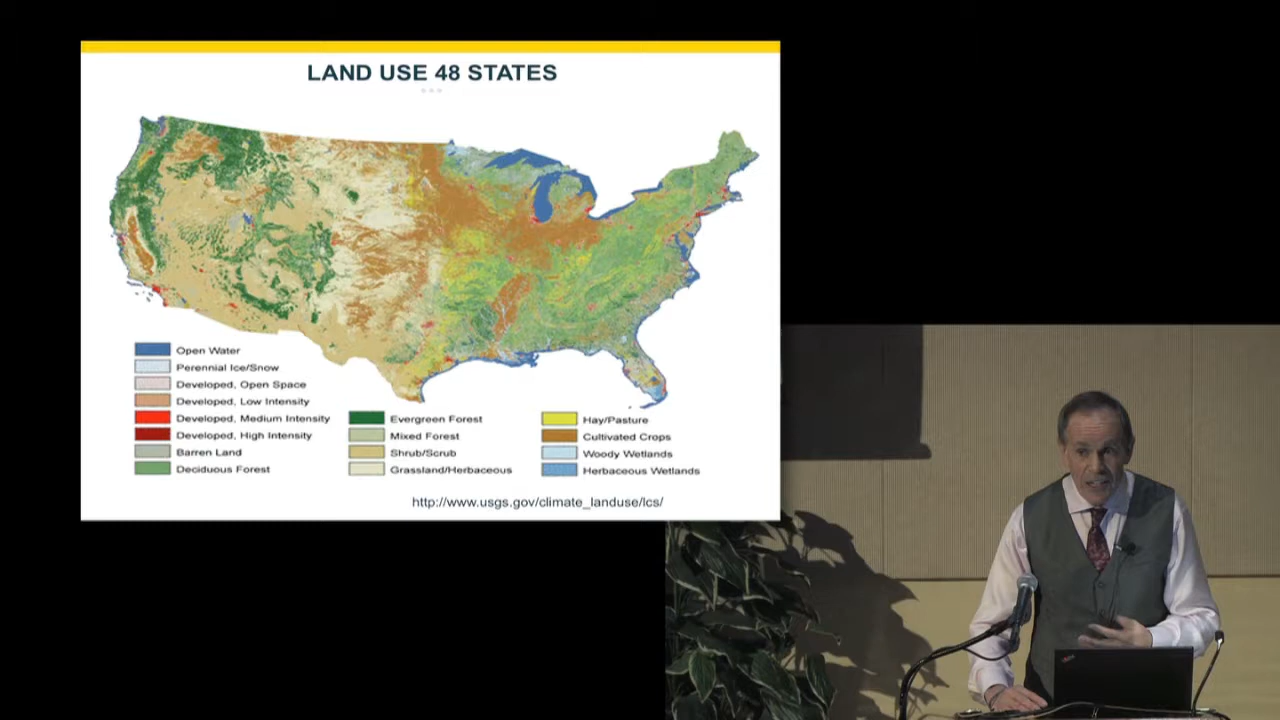 LAND USE 48 STATES
Open Water
Perennial Ice/Snow
Developed, Open Space
Developed, Low Intensity
Developed, Medium Intensity
Developed, High Intensity
Barren Land
Deciduous Forest
Evergreen Forest
Mixed Forest
Shrub/Scrub
Grassland/Herbaceous
Hay/Pasture
Cultivated Crops
Woody Wetlands
Herbaceous Wetlands
http://www.usgs.gov/climate_landuse/lcs/